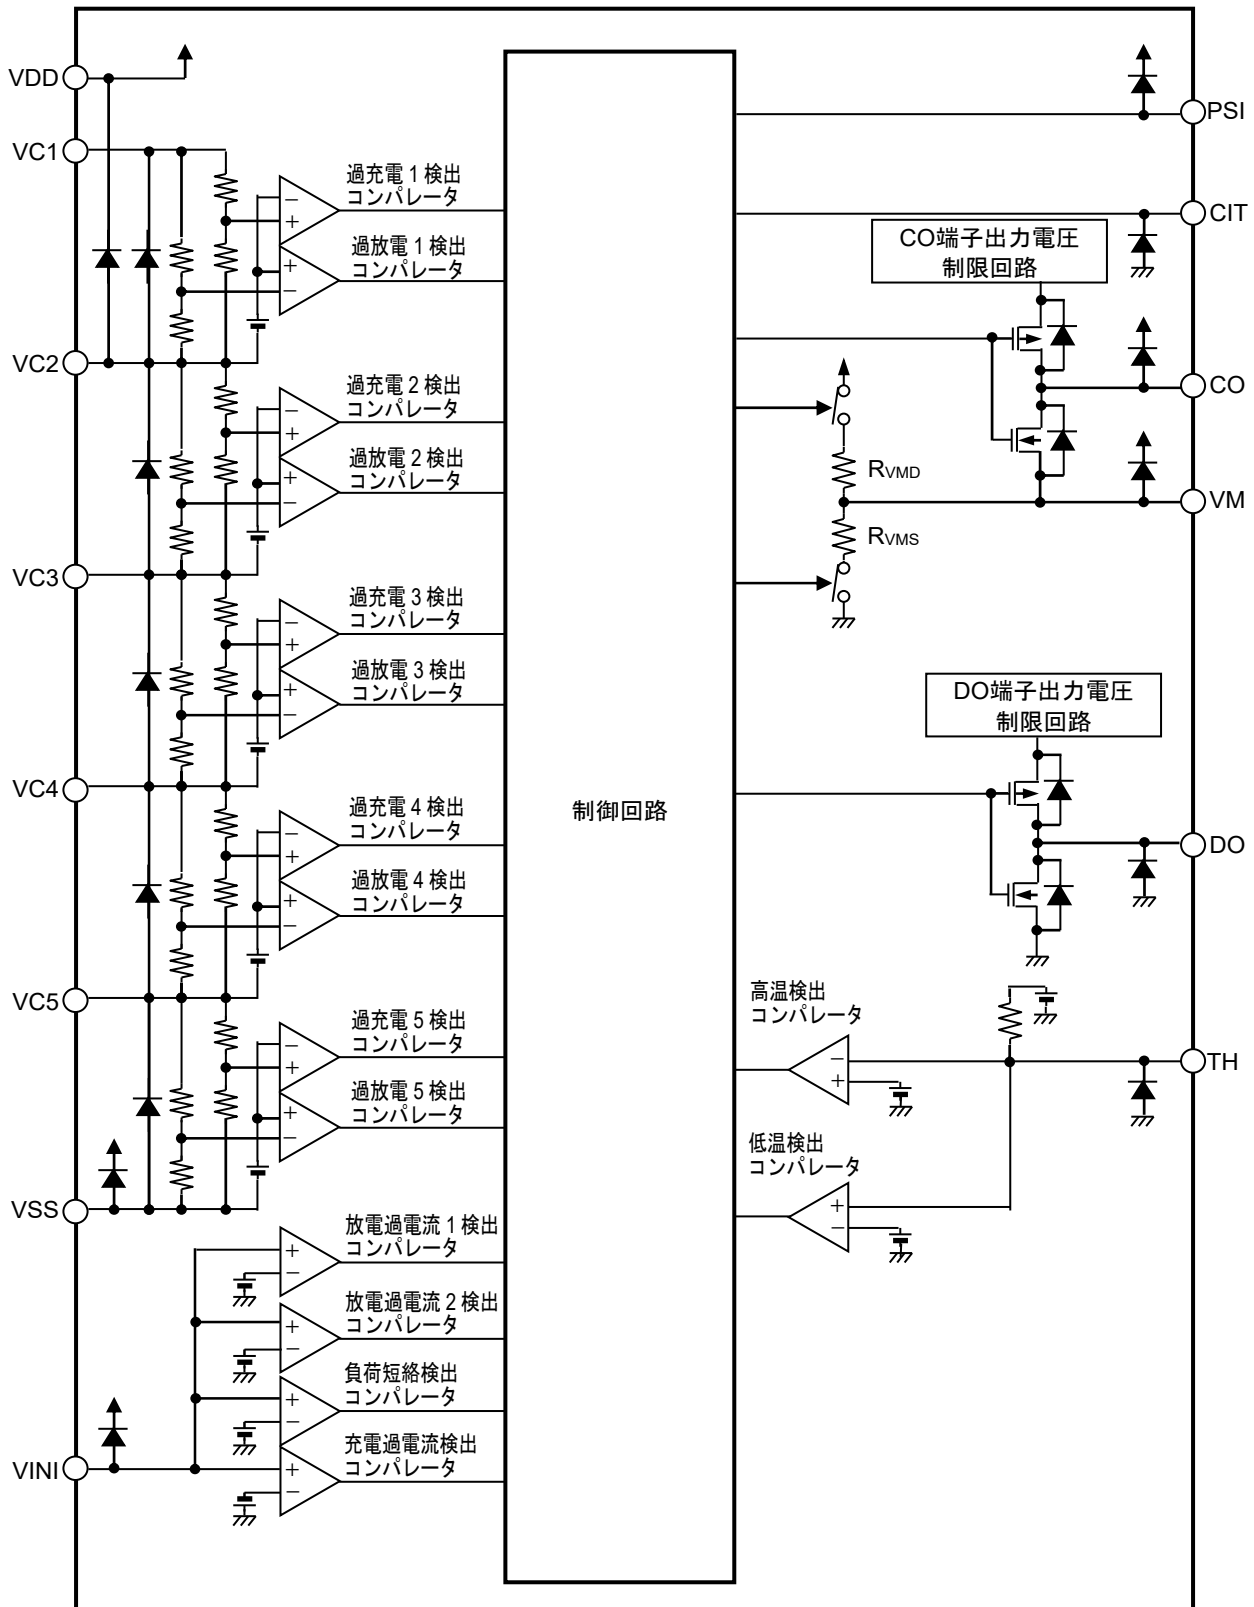 VDD
VC1
過充電 1 検出
コンパレータ
過放電 1 検出
コンパレータ
VC2
過充電 2 検出
コンパレータ
過放電 2 検出
コンパレータ
VC3
過充電 3 検出
コンパレータ
過放電 3 検出
コンパレータ
VC4
過充電 4 検出
コンパレータ
過放電 4 検出
コンパレータ
VC5
過充電 5 検出
コンパレータ
過放電 5 検出
コンパレータ
VSS
放電過電流 1 検出
コンパレータ
放電過電流 2 検出
コンパレータ
負荷短絡検出
コンパレータ
充電過電流検出
コンパレータ
VINI
制御回路
PSI
CIT
CO端子出力電圧
制限回路
CO
RVMD
VM
RVMS
DO端子出力電圧
制限回路
DO
高温検出
コンパレータ
TH
低温検出
コンパレータ